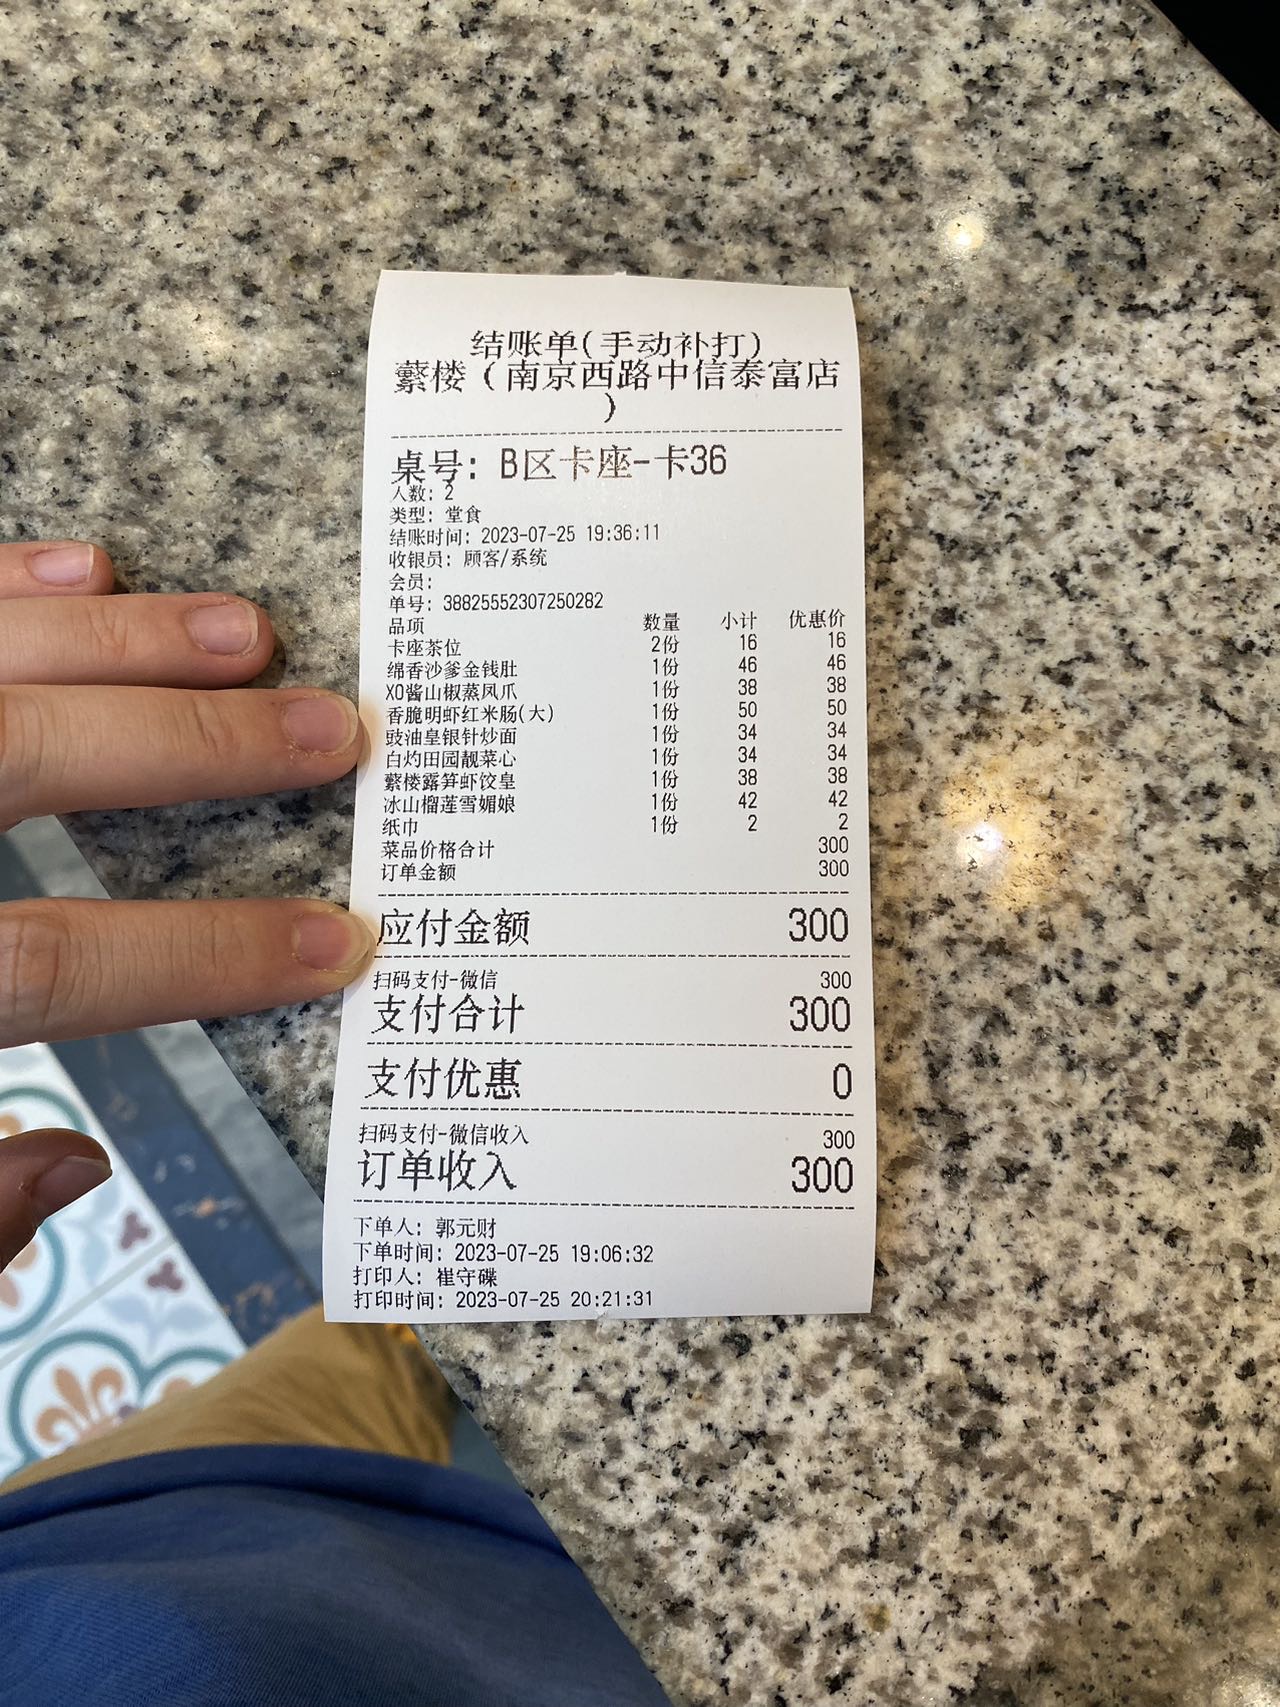 结账单(手动补打)
蘩楼（南京西路中信泰富店
）
桌号: B区卡座-卡36
人数: 2
类型: 堂食
结账时间: 2023-07-25 19:36:11
收银员: 顾客/系统
会员:
单号: 38825552307250282
品项 数量 小计 优惠价
卡座茶位 2份 16 16
绵香沙爹金钱肚 1份 46 46
XO酱山椒蒸凤爪 1份 38 38
香脆明虾红米肠(大) 1份 50 50
豉油皇银针炒面 1份 34 34
白灼田园靓菜心 1份 34 34
蘩楼露笋虾饺皇 1份 38 38
冰山榴莲雪媚娘 1份 42 42
纸巾 1份 2 2
菜品价格合计 300
订单金额 300
应付金额 300
扫码支付-微信 300
支付合计 300
支付优惠 0
扫码支付-微信收入 300
订单收入 300
下单人: 郭元财
下单时间: 2023-07-25 19:06:32
打印人: 崔守碟
打印时间: 2023-07-25 20:21:31